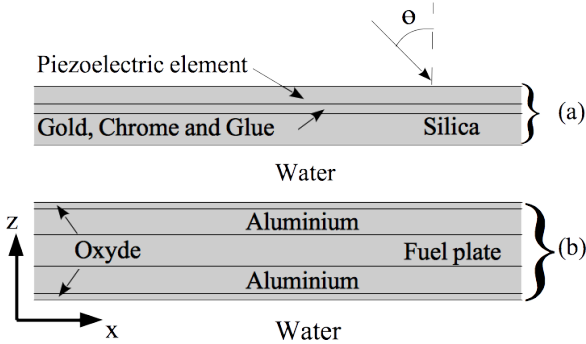 ɵ
Piezoelectric element
Gold, Chrome and Glue
Silica
(a)
Water
z
Aluminium
Oxyde
Fuel plate
(b)
Aluminium
x
Water